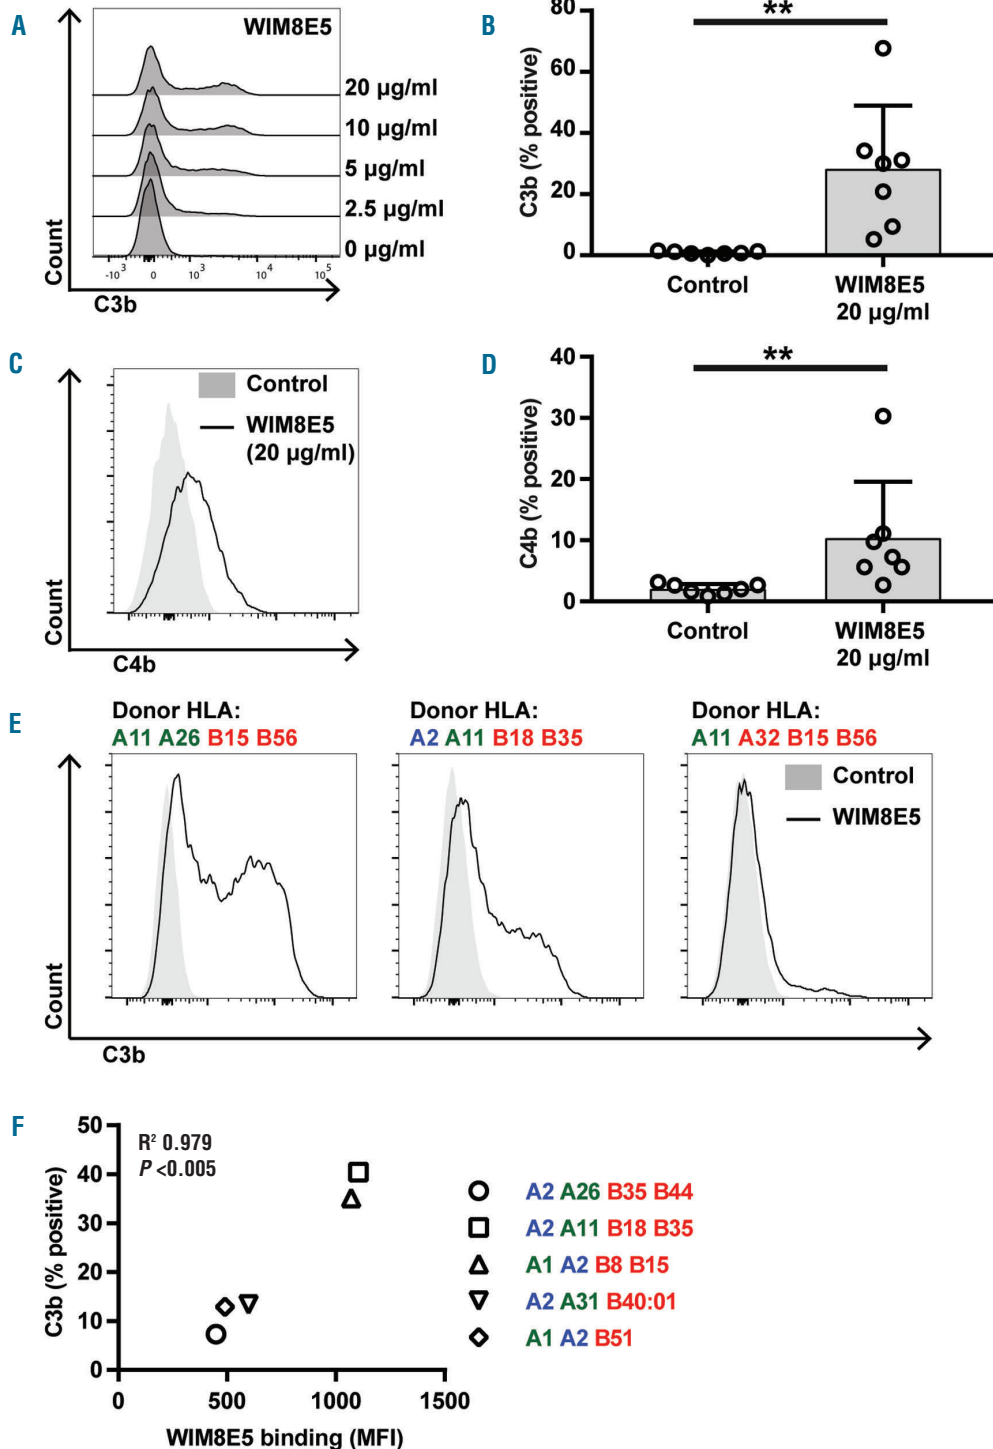 A
WIM8E5
20 µg/ml
10 µg/ml
5 µg/ml
2.5 µg/ml
0 µg/ml
Count
-10³ 0 10³ 10⁴ 10⁵
C3b
B
**
80
60
40
20
0
C3b (% positive)
Control
WIM8E5
20 µg/ml
C
Control
WIM8E5
(20 µg/ml)
Count
C4b
D
**
40
30
20
10
0
C4b (% positive)
Control
WIM8E5
20 µg/ml
E
Donor HLA:
A11 A26 B15 B56
Donor HLA:
A2 A11 B18 B35
Donor HLA:
A11 A32 B15 B56
Control
WIM8E5
Count
C3b
F
R² 0.979
P <0.005
50
40
30
20
10
0
C3b (% positive)
0 500 1000 1500
WIM8E5 binding (MFI)
A2 A26 B35 B44
A2 A11 B18 B35
A1 A2 B8 B15
A2 A31 B40:01
A1 A2 B51